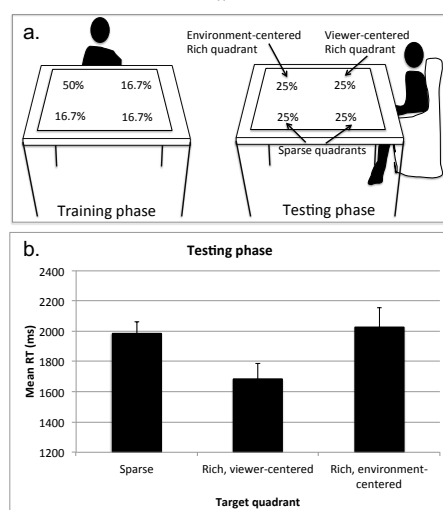 a.
Environment-centered
Rich quadrant
Viewer-centered
Rich quadrant
50% 16.7%
16.7% 16.7%
25% 25%
25% 25%
Sparse quadrants
Training phase
Testing phase
b.
Testing phase
Mean RT (ms)
2400
2200
2000
1800
1600
1400
1200
Sparse
Rich, viewer-centered
Rich, environment-
centered
Target quadrant